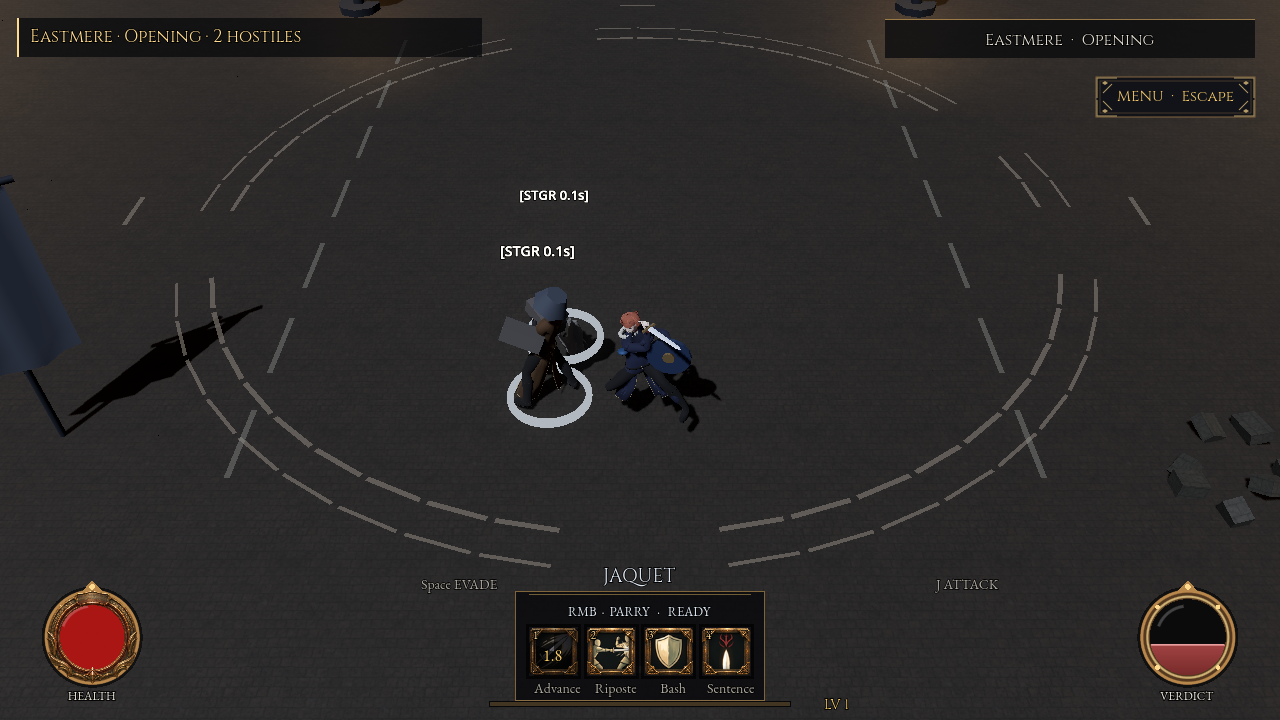 Eastmere · Opening · 2 hostiles
Eastmere · Opening
MENU · Escape
[STGR 0.1s]
[STGR 0.1s]
JAQUET
Space EVADE
J ATTACK
RMB · PARRY · READY
1 2 3 4
1.8
Advance Riposte Bash Sentence
HEALTH
VERDICT
LV 1